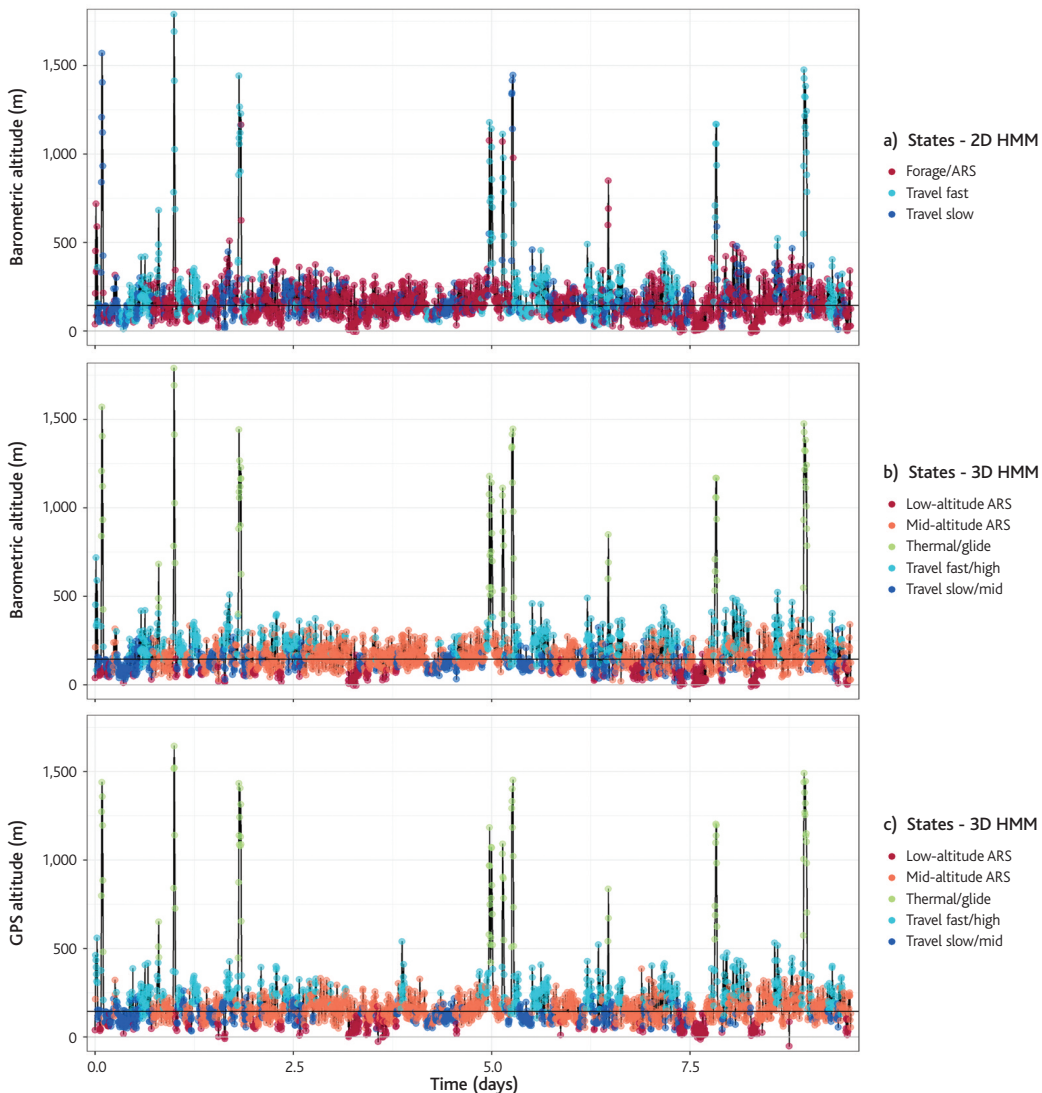 Barometric altitude (m)
1,500
1,000
500
0
a) States - 2D HMM
Forage/ARS
Travel fast
Travel slow
Barometric altitude (m)
1,500
1,000
500
0
b) States - 3D HMM
Low-altitude ARS
Mid-altitude ARS
Thermal/glide
Travel fast/high
Travel slow/mid
GPS altitude (m)
1,500
1,000
500
0
c) States - 3D HMM
Low-altitude ARS
Mid-altitude ARS
Thermal/glide
Travel fast/high
Travel slow/mid
0.0 2.5 5.0 7.5
Time (days)